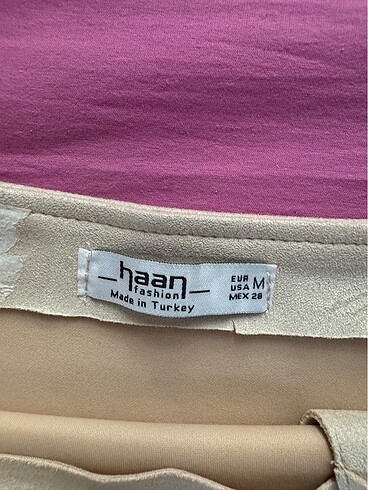 haan
fashion
Made in Turkey
EUR
USA M
MEX 28